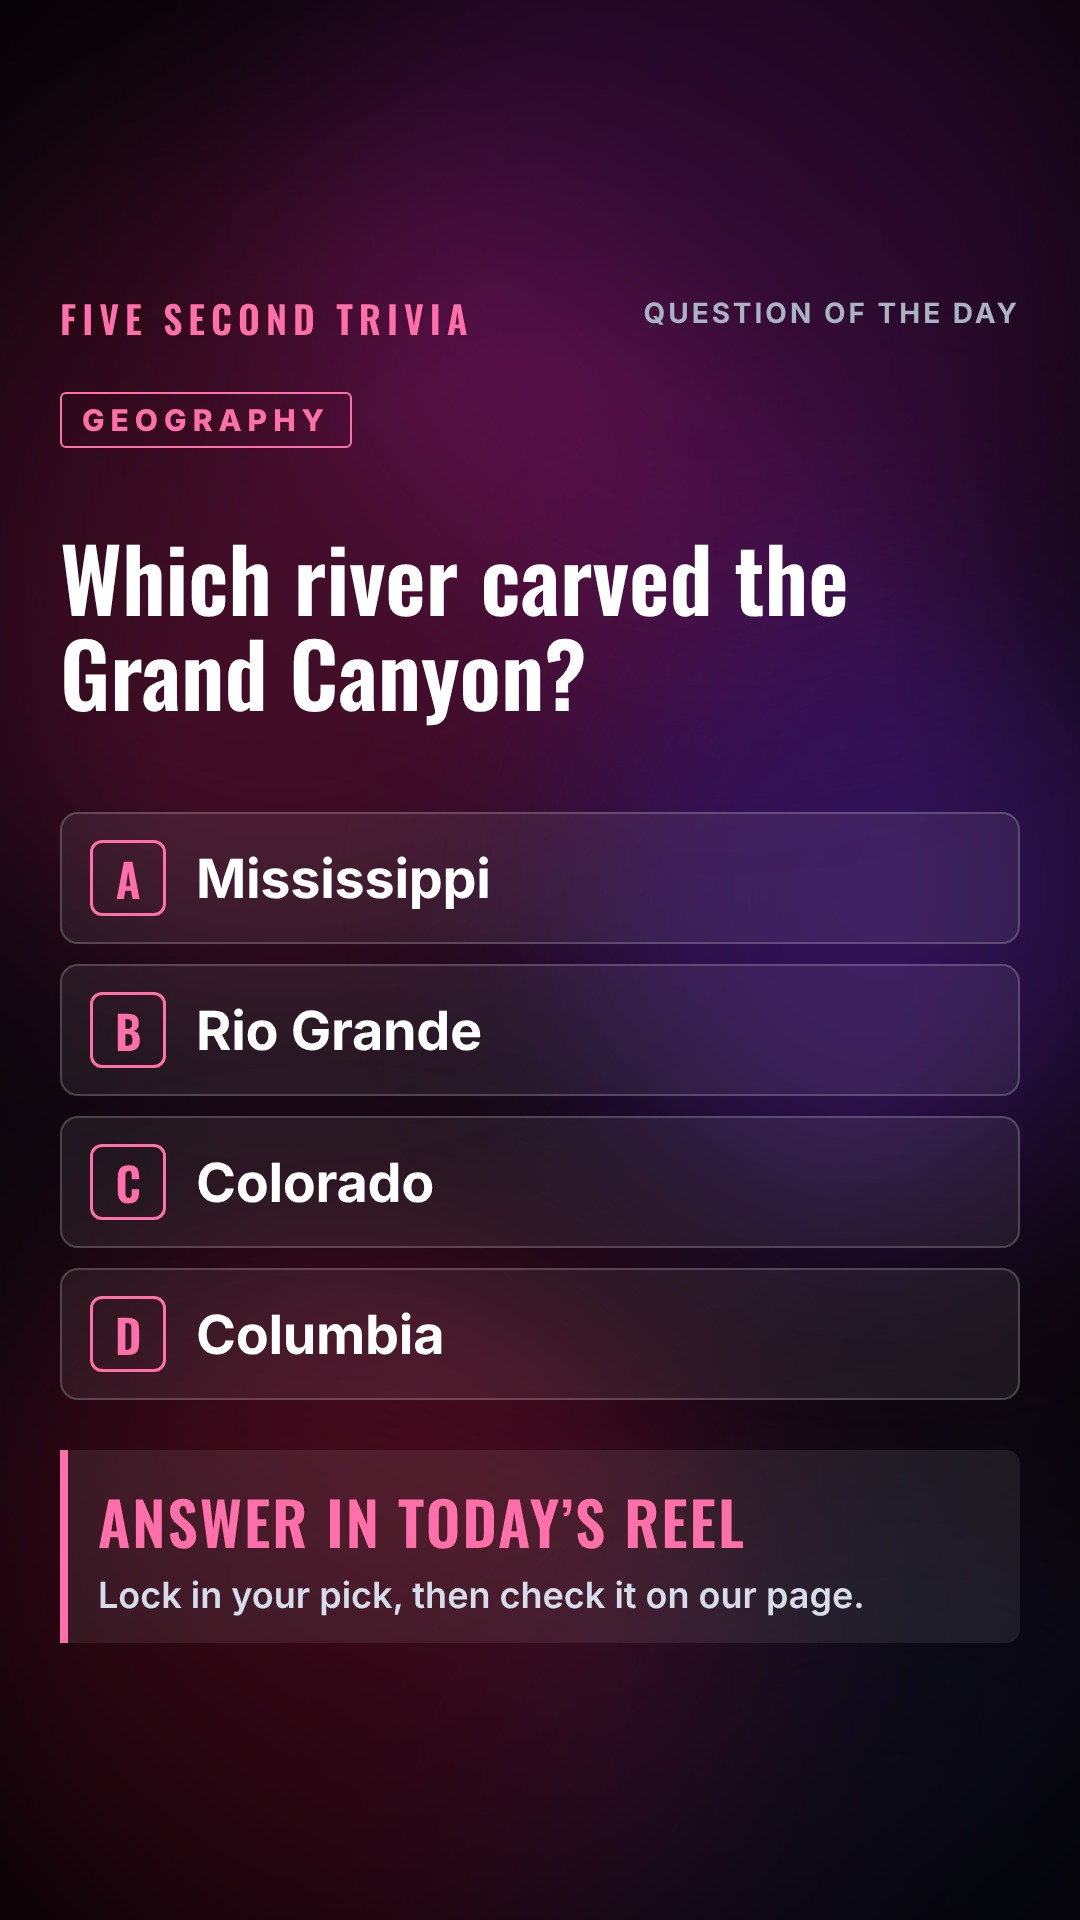 FIVE SECOND TRIVIA
QUESTION OF THE DAY
GEOGRAPHY
Which river carved the
Grand Canyon?
A Mississippi
B Rio Grande
C Colorado
D Columbia
ANSWER IN TODAY’S REEL
Lock in your pick, then check it on our page.